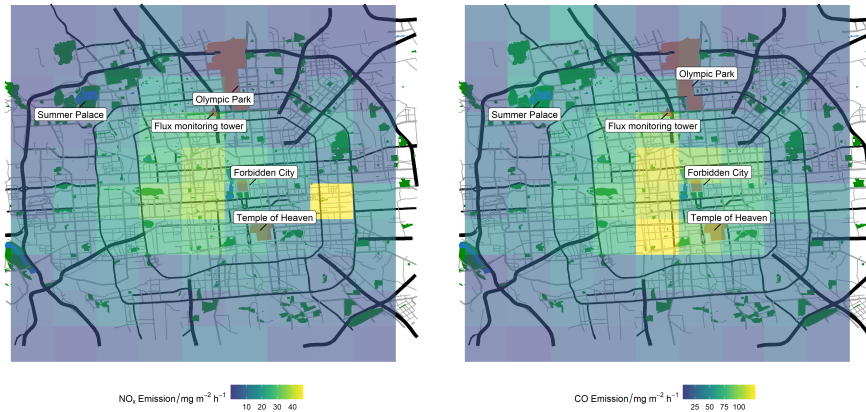 Olympic Park
Summer Palace
Flux monitoring tower
Forbidden City
Temple of Heaven
NOₓ Emission/mg m⁻² h⁻¹
10 20 30 40
Olympic Park
Summer Palace
Flux monitoring tower
Forbidden City
Temple of Heaven
CO Emission/mg m⁻² h⁻¹
25 50 75 100